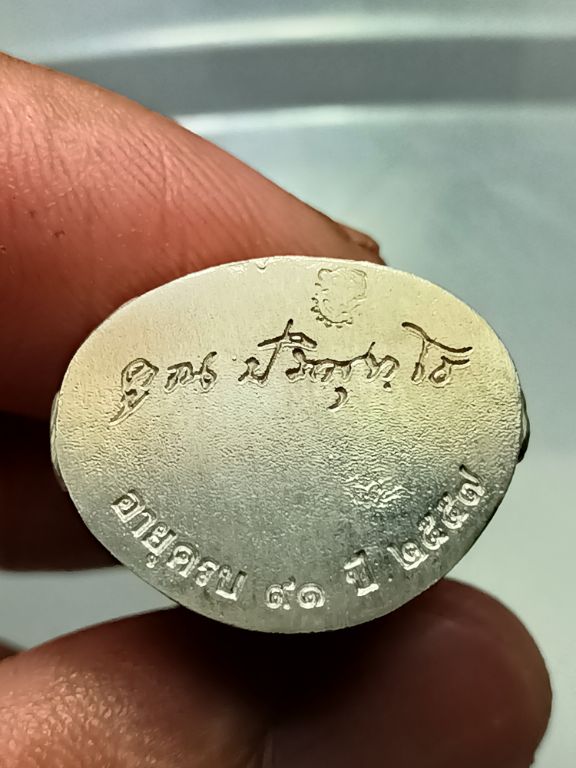 คูณ ปริสุทฺโธ
อายุครบ ๙๑ ปี ๒๕๕๗